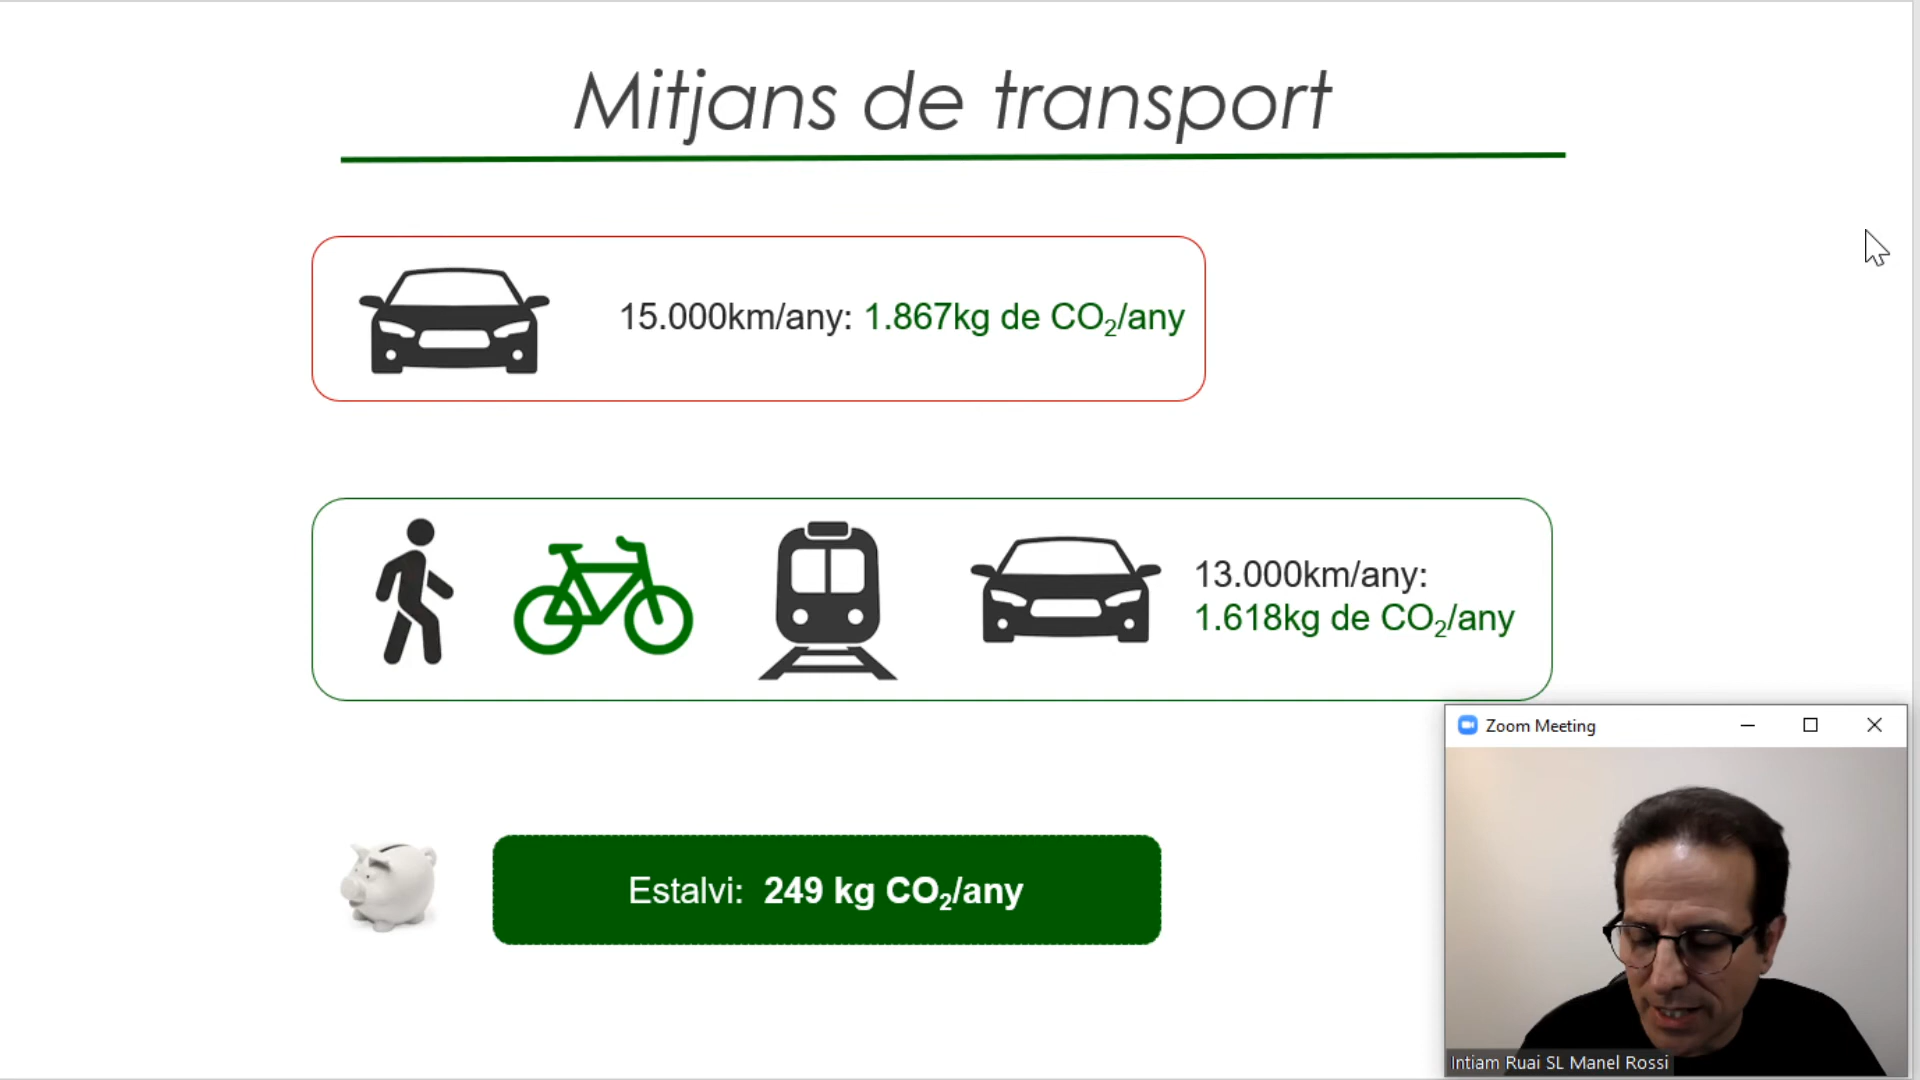 Mitjans de transport
15.000km/any: 1.867kg de CO₂/any
13.000km/any:
1.618kg de CO₂/any
Estalvi: 249 kg CO₂/any
Zoom Meeting
Intiam Ruai SL Manel Rossi